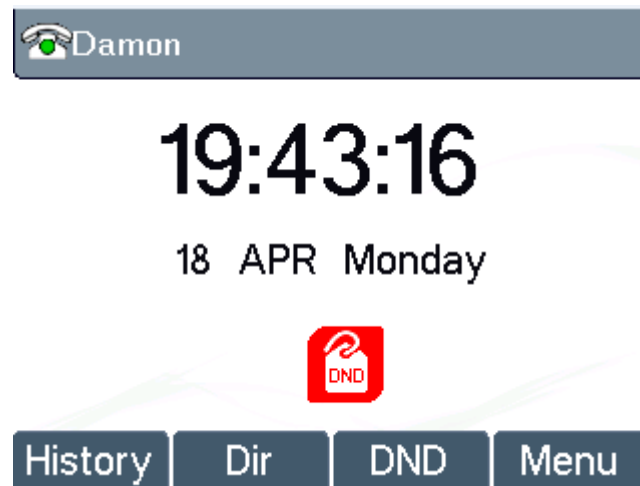 Damon
19:43:16
18 APR Monday
DND
History Dir DND Menu